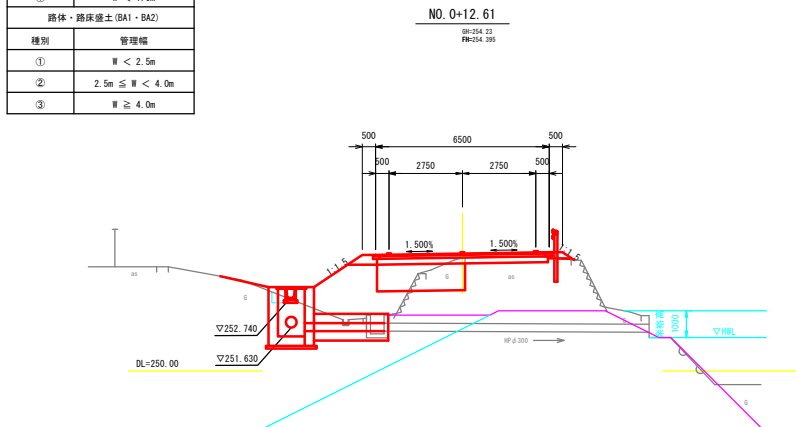 路体・路床盛土(BA1・BA2)
種別 管理幅
① W < 2.5m
② 2.5m ≦ W < 4.0m
③ W ≧ 4.0m
NO. 0+12.61
GH=254.23
FH=254.395
500 6500 500
500 2750 2750 500
1.500% 1.500%
1:1.5
1:1.5
as
G
as
G
G
▽252.740
▽251.630
DL=250.00
HPφ300
1000
▽HWL
G